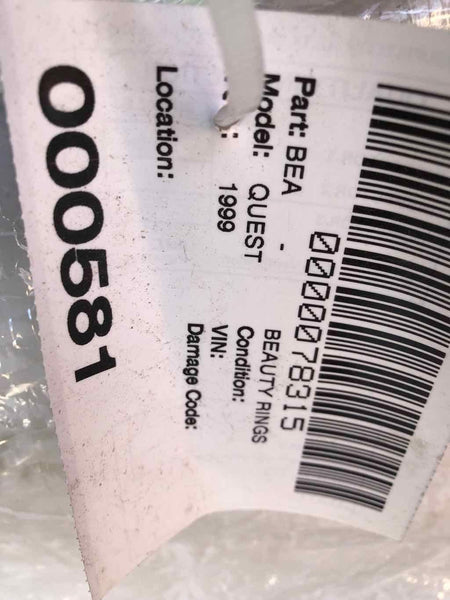 0000078315
Part: BEA - BEAUTY RINGS
Model: QUEST Condition:
1999 VIN:
Damage Code:
Location:
000581